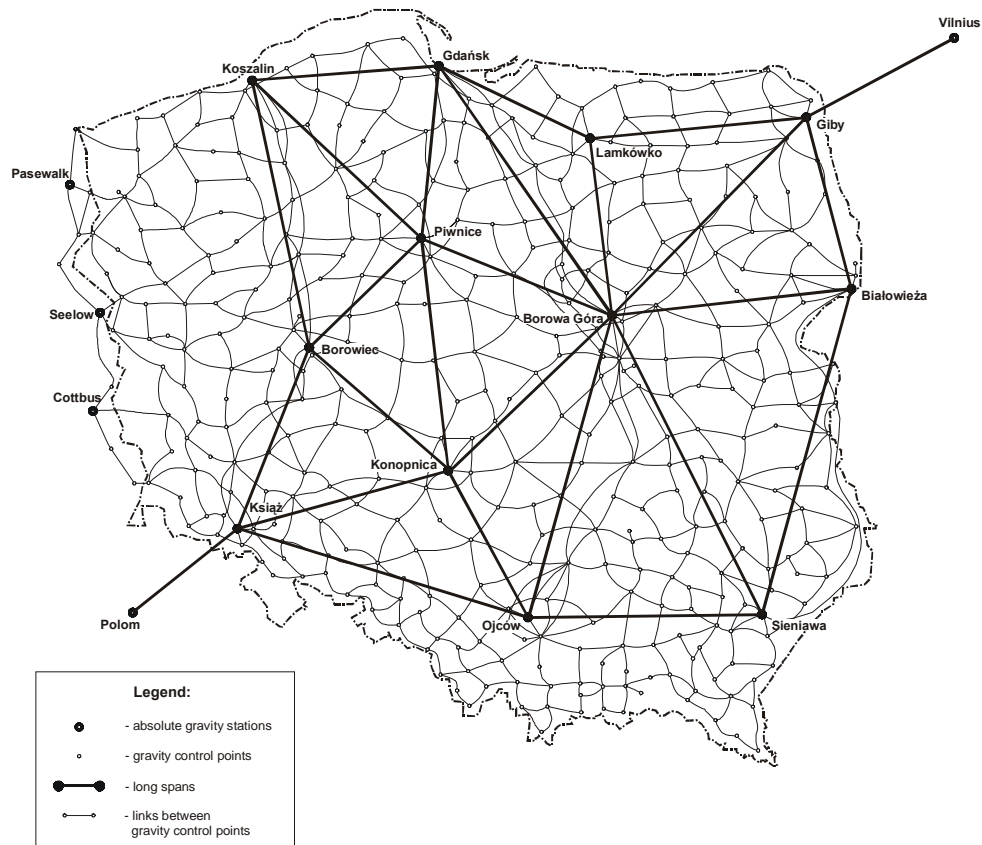 Vilnius
Gdańsk
Koszalin
Giby
Lamkówko
Pasewalk
Piwnice
Białowieża
Seelow
Borowa Góra
Borowiec
Cottbus
Konopnica
Książ
Polom
Ojców
Sieniawa
Legend:
- absolute gravity stations
- gravity control points
- long spans
- links between
gravity control points